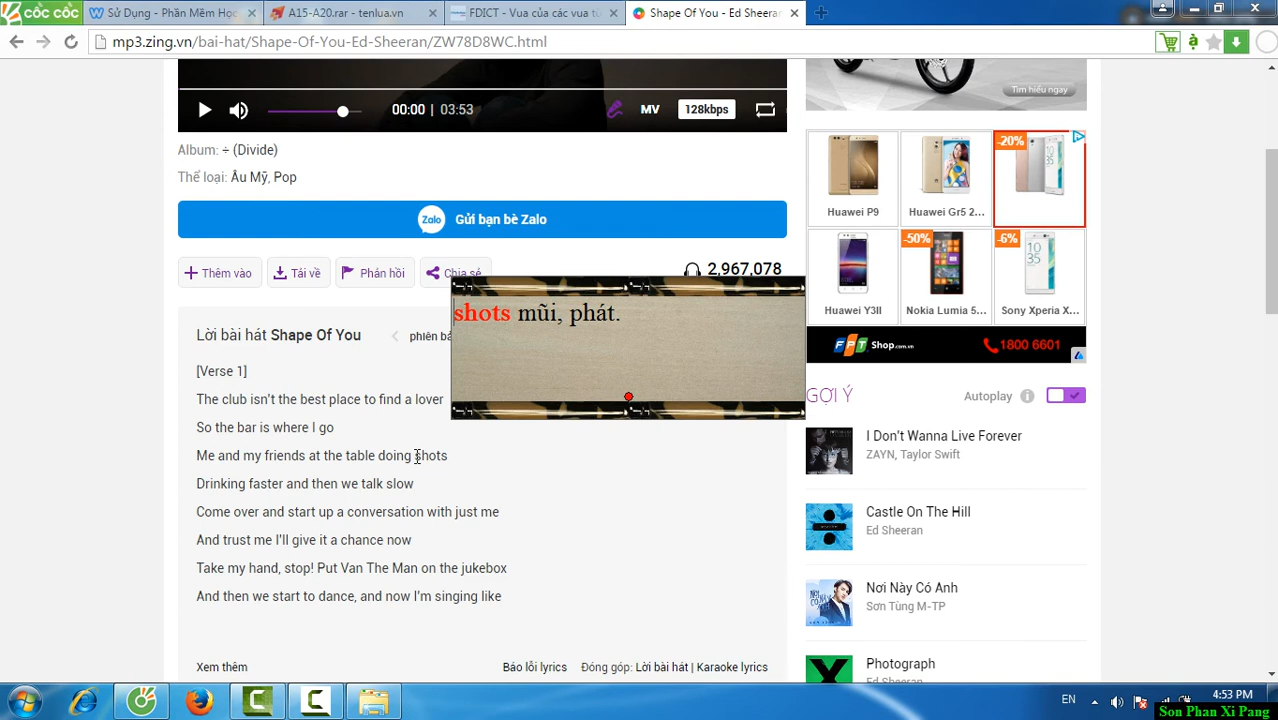 CỐC CỐC
Sử Dụng - Phần Mềm Học
A15-A20.rar - tenlua.vn
FDICT - Vua của các vua từ
Shape Of You - Ed Sheeran
mp3.zing.vn/bai-hat/Shape-Of-You-Ed-Sheeran/ZW78D8WC.html
00:00 | 03:53
MV
128kbps
Album: ÷ (Divide)
Thể loại: Âu Mỹ, Pop
Zalo Gửi bạn bè Zalo
Thêm vào
Tải về
Phản hồi
Chia sẻ
2,967,078
shots mũi, phát.
Lời bài hát Shape Of You
phiên bả
[Verse 1]
The club isn't the best place to find a lover
So the bar is where I go
Me and my friends at the table doing shots
Drinking faster and then we talk slow
Come over and start up a conversation with just me
And trust me I'll give it a chance now
Take my hand, stop! Put Van The Man on the jukebox
And then we start to dance, and now I'm singing like
Xem thêm
Báo lỗi lyrics
Đóng góp: Lời bài hát | Karaoke lyrics
Tìm hiểu ngay
-20%
Huawei P9
Huawei Gr5 2...
-50%
-6%
Huawei Y3II
Nokia Lumia 5...
Sony Xperia X...
FPT Shop.com.vn
1800 6601
GỢI Ý
Autoplay
I Don't Wanna Live Forever
ZAYN, Taylor Swift
Castle On The Hill
Ed Sheeran
Nơi Này Có Anh
Sơn Tùng M-TP
Photograph
Ed Sheeran
EN
4:53 PM
Son Phan Xi Pang